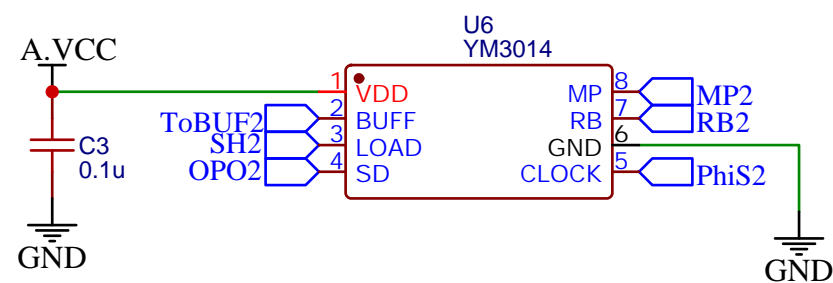 U6
YM3014
A.VCC
1 VDD MP 8 MP2
ToBUF2 2 BUFF RB 7 RB2
SH2 3 LOAD GND 6
OPO2 4 SD CLOCK 5 PhiS2
C3
0.1u
GND
GND